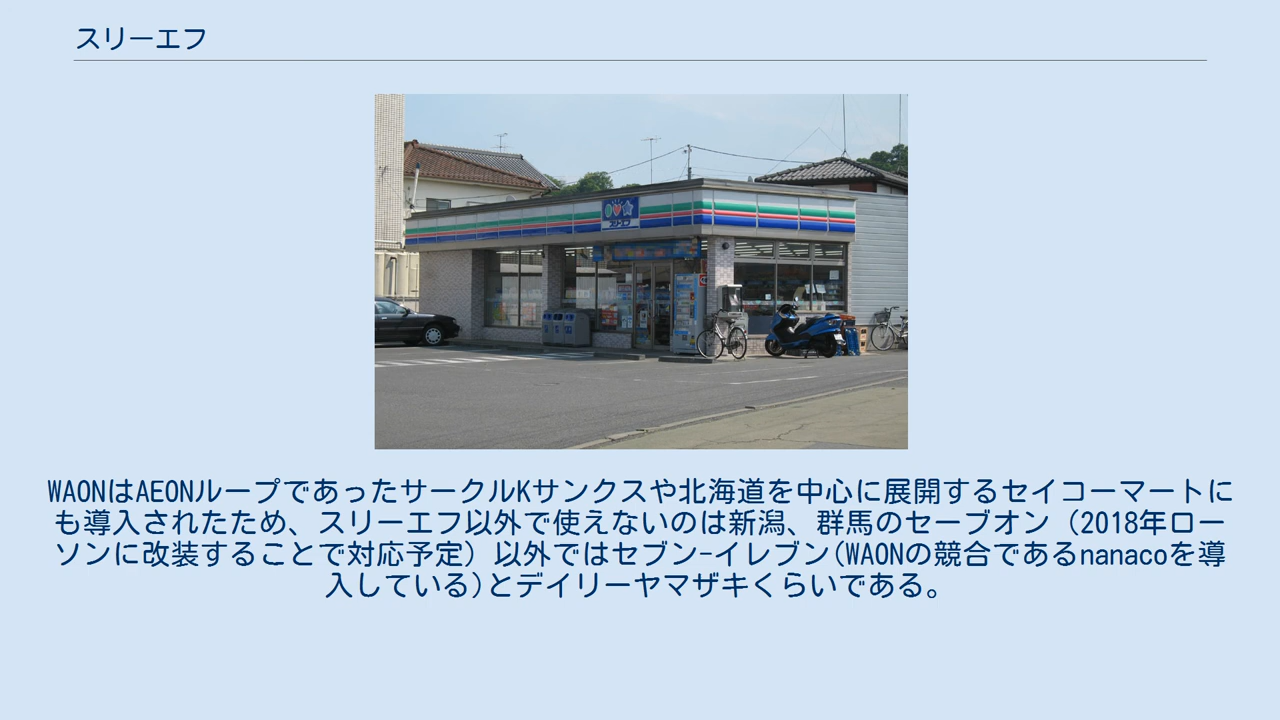 スリーエフ
スリーエフ
WAONはAEONループであったサークルKサンクスや北海道を中心に展開するセイコーマートに
も導入されたため、スリーエフ以外で使えないのは新潟、群馬のセーブオン（2018年ロー
ソンに改装することで対応予定）以外ではセブン-イレブン(WAONの競合であるnanacoを導
入している)とデイリーヤマザキくらいである。